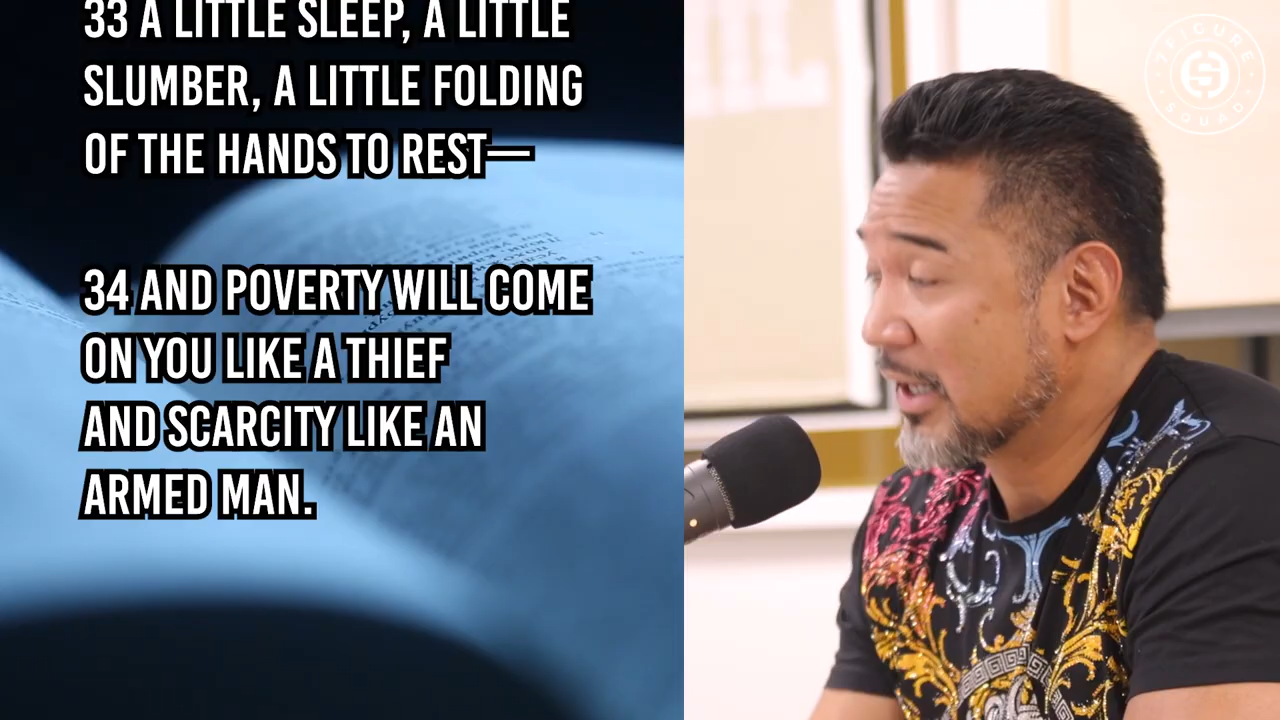 33 A LITTLE SLEEP, A LITTLE
SLUMBER, A LITTLE FOLDING
OF THE HANDS TO REST—
34 AND POVERTY WILL COME
ON YOU LIKE A THIEF
AND SCARCITY LIKE AN
ARMED MAN.
7FIGURE
SQUAD